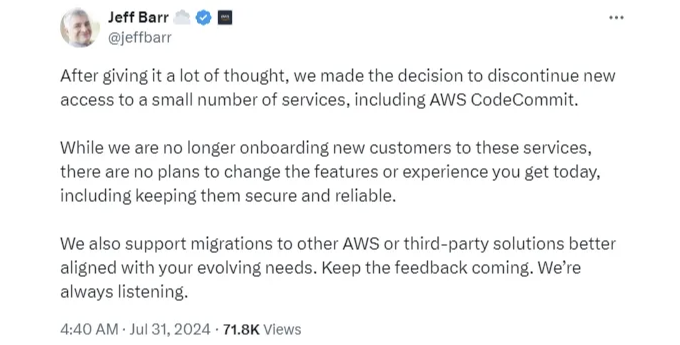 Jeff Barr
@jeffbarr
After giving it a lot of thought, we made the decision to discontinue new
access to a small number of services, including AWS CodeCommit.
While we are no longer onboarding new customers to these services,
there are no plans to change the features or experience you get today,
including keeping them secure and reliable.
We also support migrations to other AWS or third-party solutions better
aligned with your evolving needs. Keep the feedback coming. We’re
always listening.
4:40 AM · Jul 31, 2024 · 71.8K Views